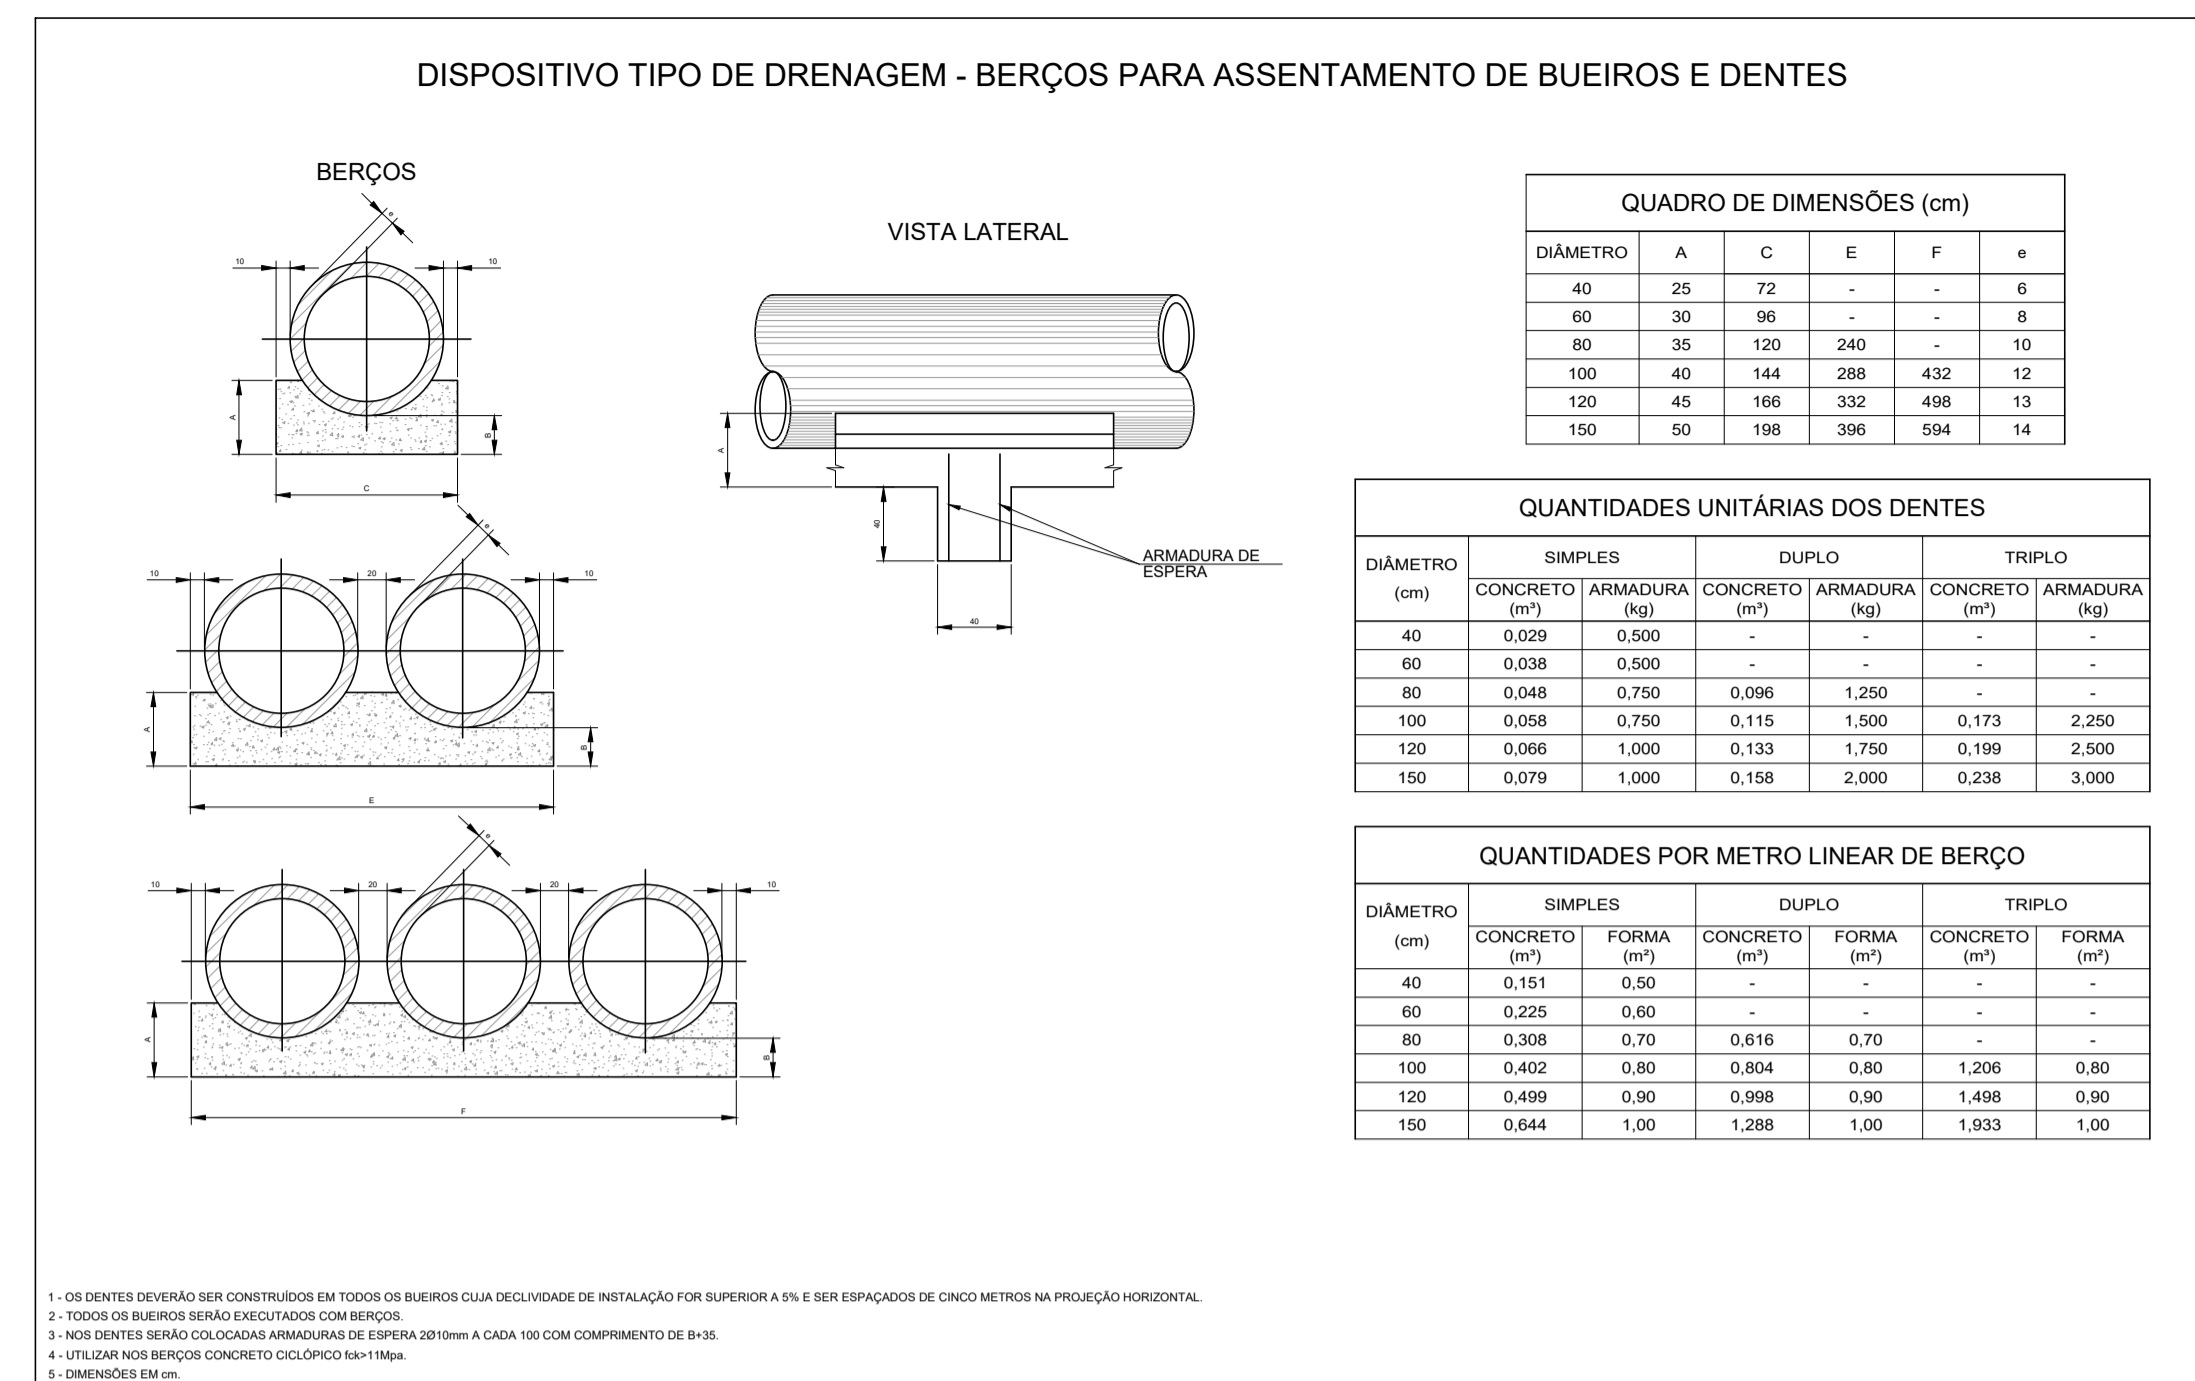 DISPOSITIVO TIPO DE DRENAGEM - BERÇOS PARA ASSENTAMENTO DE BUEIROS E DENTES
BERÇOS
e
10 10
A B
C
e
10 20 10
A B
E
e
10 20 20 10
A B
F
VISTA LATERAL
A
40
40
ARMADURA DE
ESPERA
QUADRO DE DIMENSÕES (cm)
DIÂMETRO A C E F e
40 25 72 - - 6
60 30 96 - - 8
80 35 120 240 - 10
100 40 144 288 432 12
120 45 166 332 498 13
150 50 198 396 594 14
QUANTIDADES UNITÁRIAS DOS DENTES
DIÂMETRO SIMPLES DUPLO TRIPLO
(cm) CONCRETO ARMADURA CONCRETO ARMADURA CONCRETO ARMADURA
(m³) (kg) (m³) (kg) (m³) (kg)
40 0,029 0,500 - - - -
60 0,038 0,500 - - - -
80 0,048 0,750 0,096 1,250 - -
100 0,058 0,750 0,115 1,500 0,173 2,250
120 0,066 1,000 0,133 1,750 0,199 2,500
150 0,079 1,000 0,158 2,000 0,238 3,000
QUANTIDADES POR METRO LINEAR DE BERÇO
DIÂMETRO SIMPLES DUPLO TRIPLO
(cm) CONCRETO FORMA CONCRETO FORMA CONCRETO FORMA
(m³) (m²) (m³) (m²) (m³) (m²)
40 0,151 0,50 - - - -
60 0,225 0,60 - - - -
80 0,308 0,70 0,616 0,70 - -
100 0,402 0,80 0,804 0,80 1,206 0,80
120 0,499 0,90 0,998 0,90 1,498 0,90
150 0,644 1,00 1,288 1,00 1,933 1,00
1 - OS DENTES DEVERÃO SER CONSTRUÍDOS EM TODOS OS BUEIROS CUJA DECLIVIDADE DE INSTALAÇÃO FOR SUPERIOR A 5% E SER ESPAÇADOS DE CINCO METROS NA PROJEÇÃO HORIZONTAL.
2 - TODOS OS BUEIROS SERÃO EXECUTADOS COM BERÇOS.
3 - NOS DENTES SERÃO COLOCADAS ARMADURAS DE ESPERA 2Ø10mm A CADA 100 COM COMPRIMENTO DE B+35.
4 - UTILIZAR NOS BERÇOS CONCRETO CICLÓPICO fck>11Mpa.
5 - DIMENSÕES EM cm.